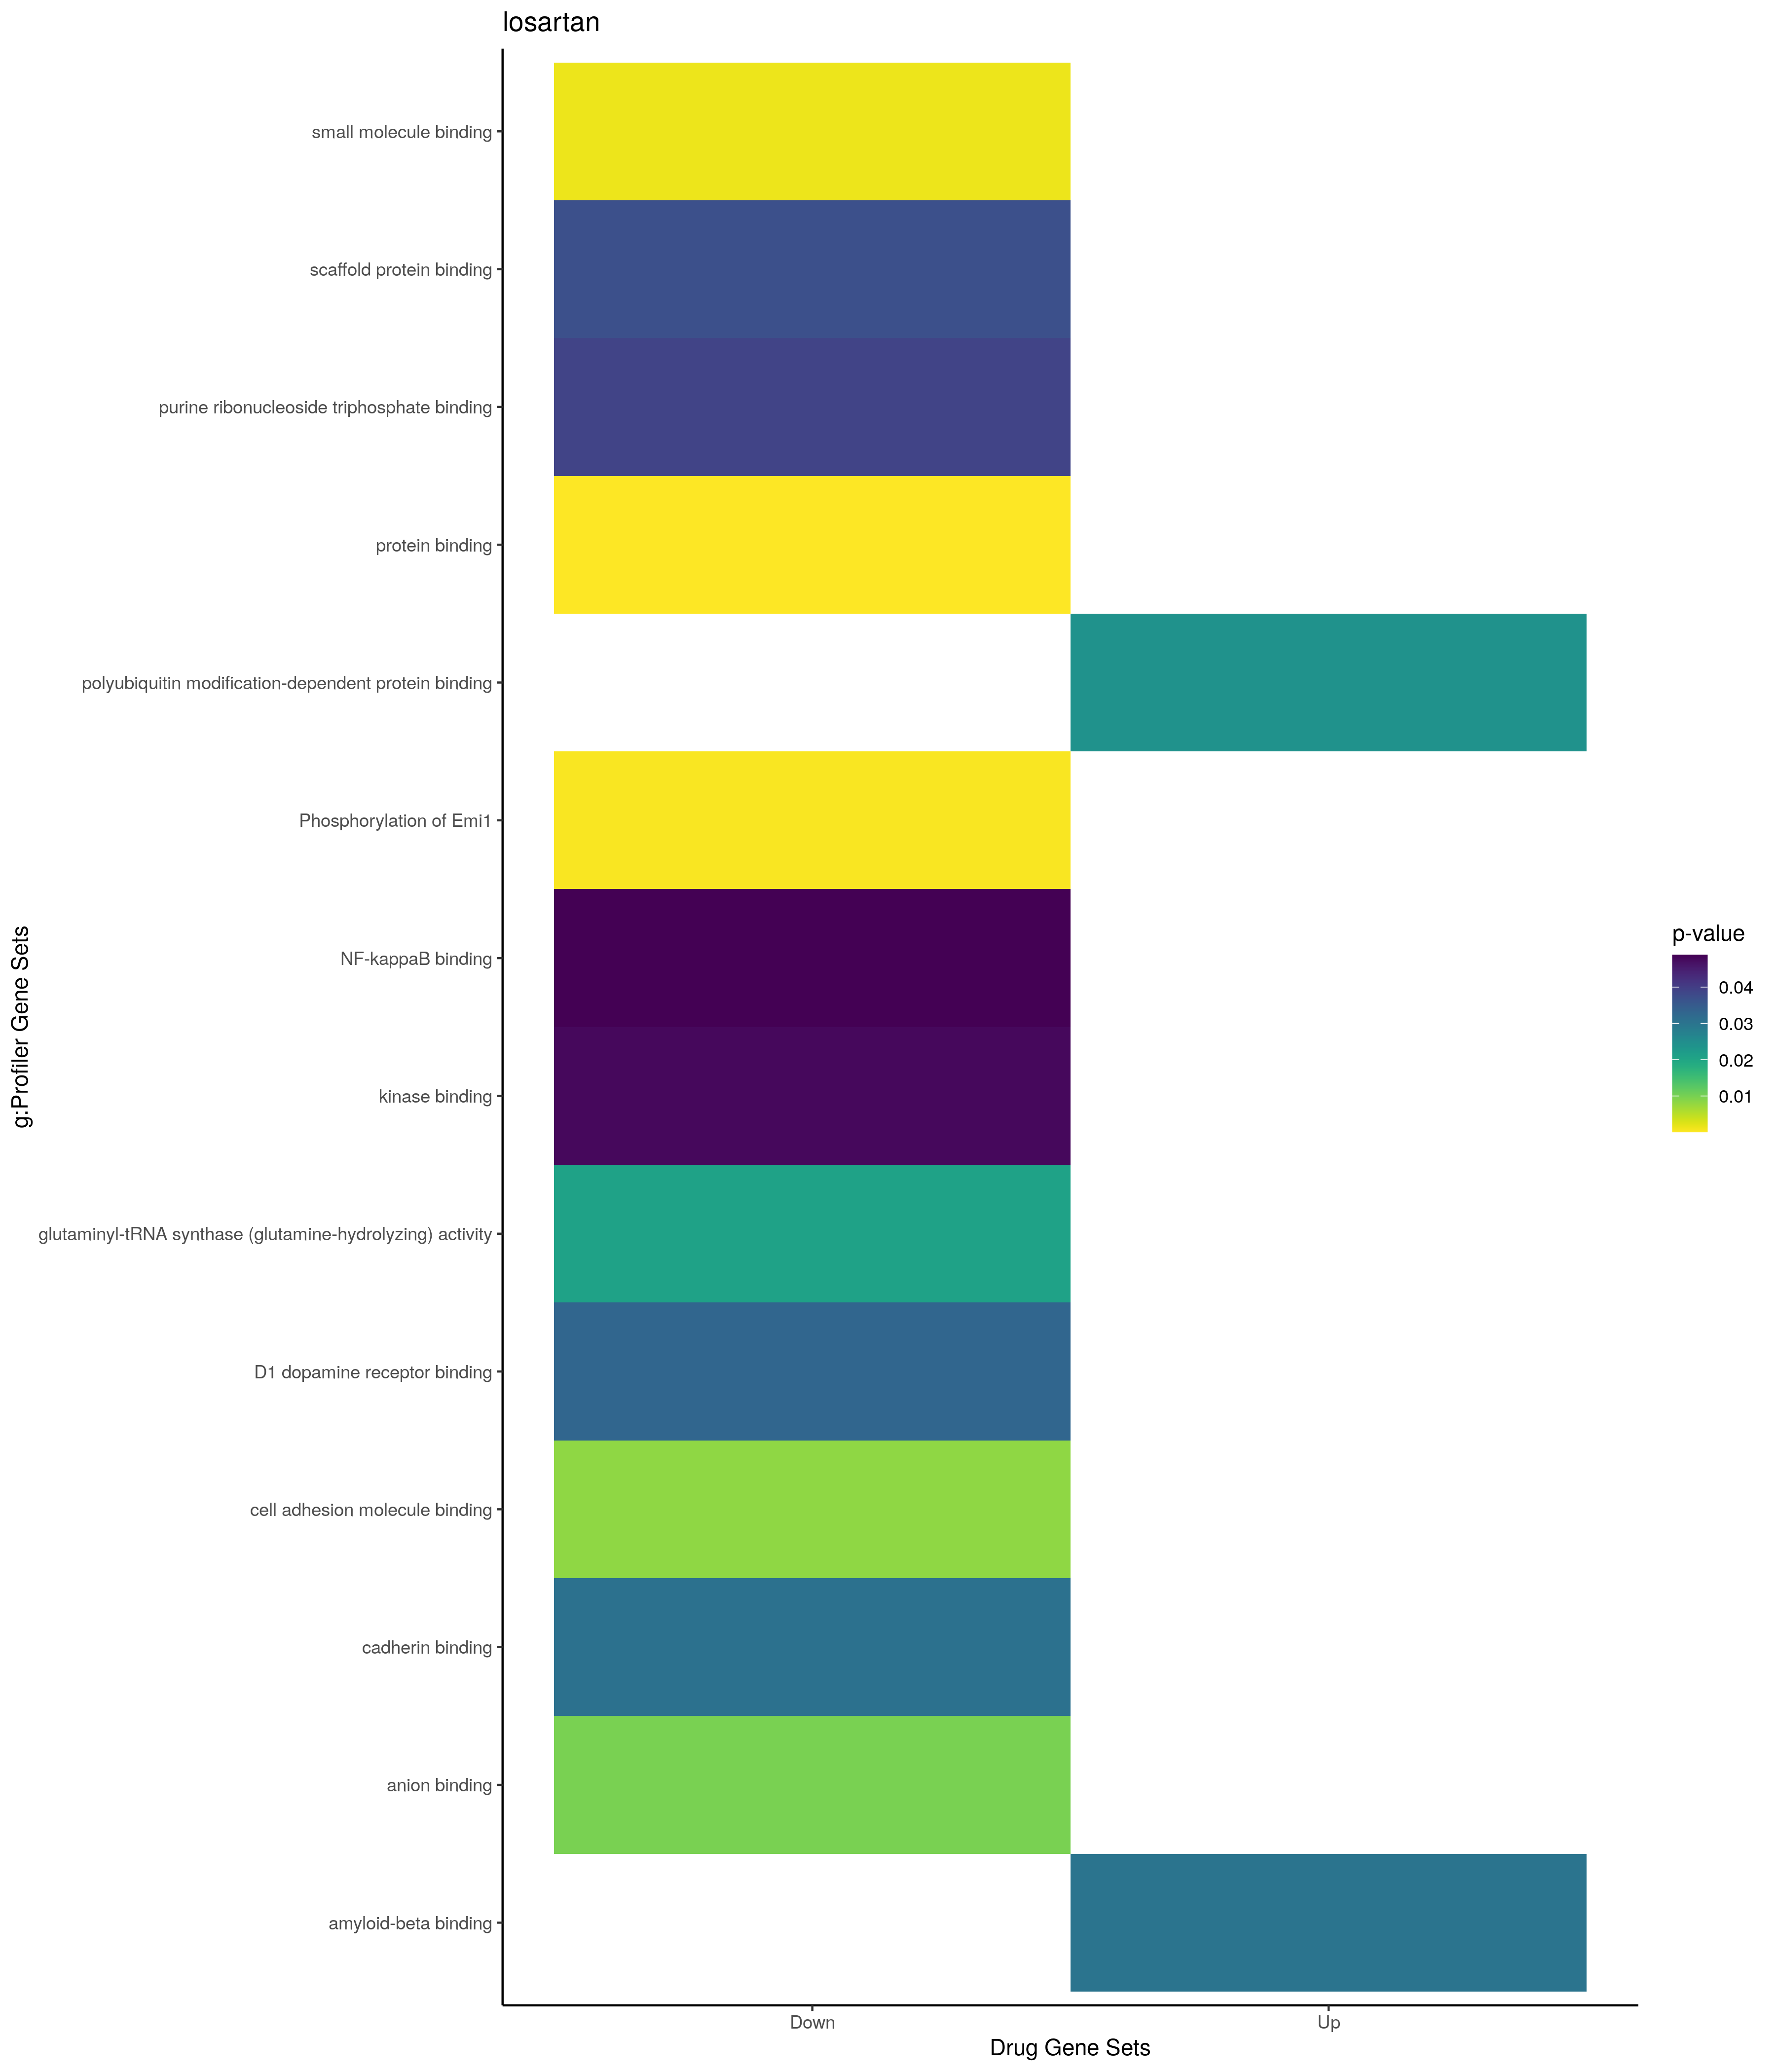 losartan
small molecule binding
scaffold protein binding
purine ribonucleoside triphosphate binding
protein binding
polyubiquitin modification-dependent protein binding
Phosphorylation of Emi1
NF-kappaB binding
kinase binding
glutaminyl-tRNA synthase (glutamine-hydrolyzing) activity
D1 dopamine receptor binding
cell adhesion molecule binding
cadherin binding
anion binding
amyloid-beta binding
g:Profiler Gene Sets
Down
Up
Drug Gene Sets
p-value
0.04
0.03
0.02
0.01